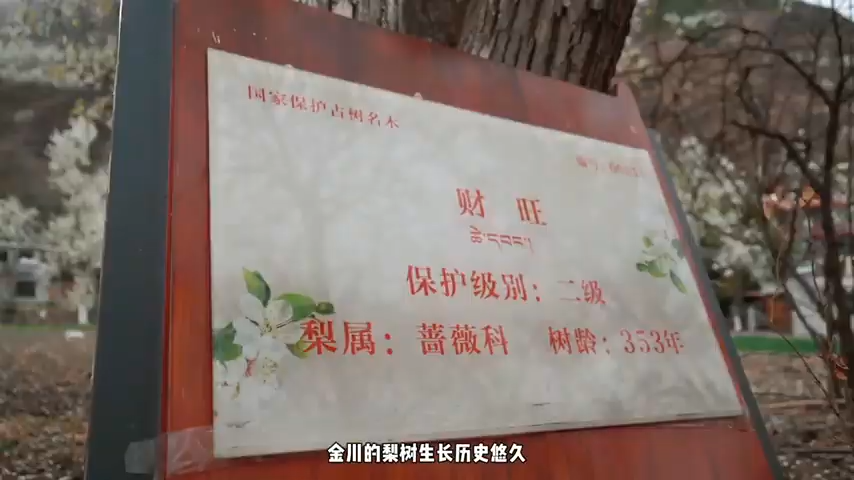 国家保护古树名木
编号:
财 旺
保护级别：二级
梨属：蔷薇科 树龄：353年
金川的梨树生长历史悠久